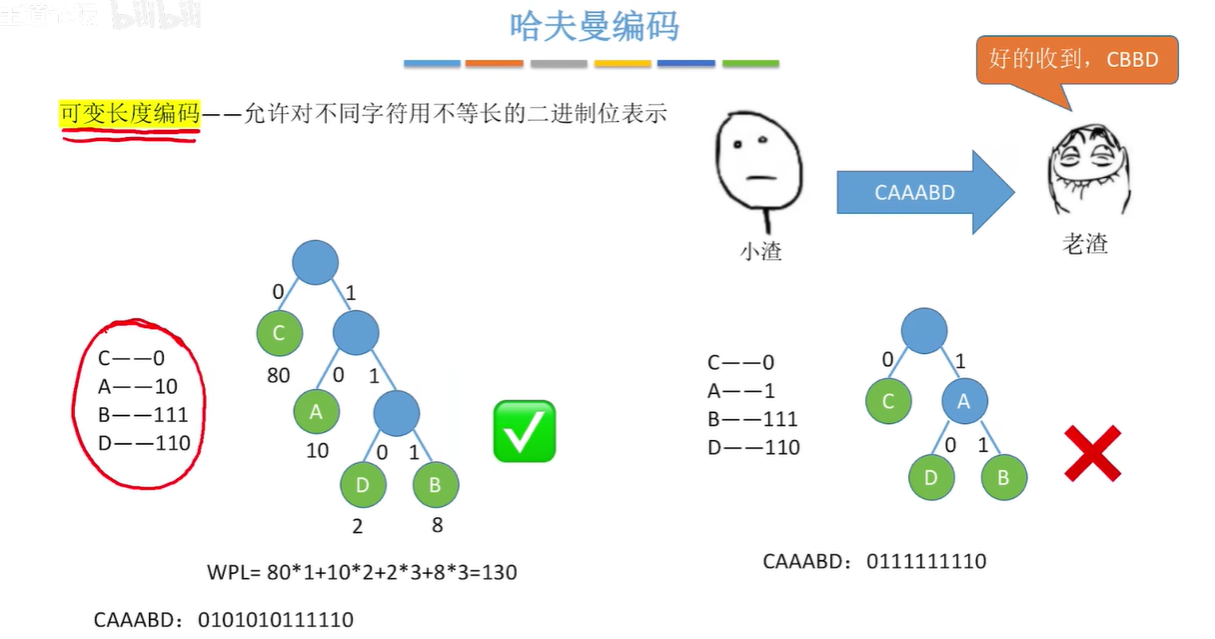 bilibili
哈夫曼编码
好的收到，CBBD
可变长度编码——允许对不同字符用不等长的二进制位表示
CAAABD
小渣
老渣
0 1
C
80
0 1
A
10
0 1
D B
2 8
C——0
A——10
B——111
D——110
WPL= 80*1+10*2+2*3+8*3=130
CAAABD：0101010111110
C——0
A——1
B——111
D——110
0 1
C A
0 1
D B
CAAABD：0111111110